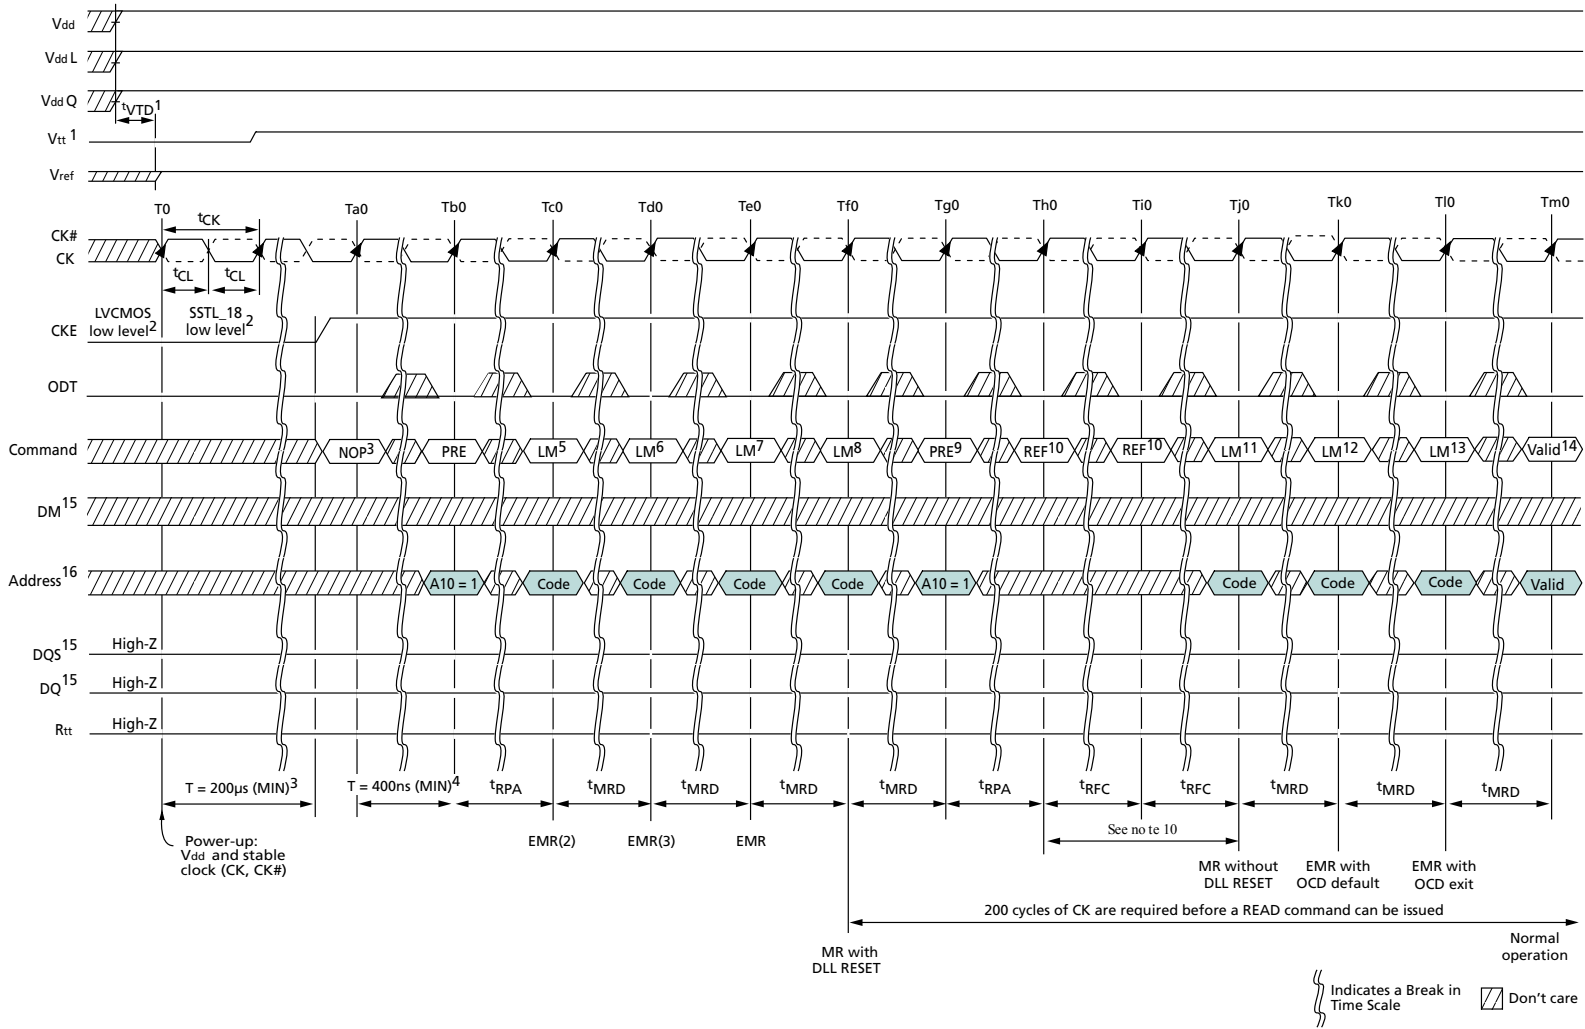 Vdd
VddL
VddQ
tVTD1
Vtt1
Vref
T0 Ta0 Tb0 Tc0 Td0 Te0 Tf0 Tg0 Th0 Ti0 Tj0 Tk0 Tl0 Tm0
tCK
CK#
CK
tCL tCL
LVCMOS
low level2
SSTL_18
low level2
CKE
ODT
Command NOP3 PRE LM5 LM6 LM7 LM8 PRE9 REF10 REF10 LM11 LM12 LM13 Valid14
DM15
Address16 A10 = 1 Code Code Code Code A10 = 1 Code Code Code Valid
DQS15 High-Z
DQ15 High-Z
Rtt High-Z
T = 200µs (MIN)3 T = 400ns (MIN)4 tRPA tMRD tMRD tMRD tMRD tRPA tRFC tRFC tMRD tMRD tMRD
See no te 10
Power-up:
Vdd and stable
clock (CK, CK#)
EMR(2) EMR(3) EMR
MR without
DLL RESET
EMR with
OCD default
EMR with
OCD exit
200 cycles of CK are required before a READ command can be issued
MR with
DLL RESET
Normal
operation
Indicates a Break in
Time Scale
Don't care